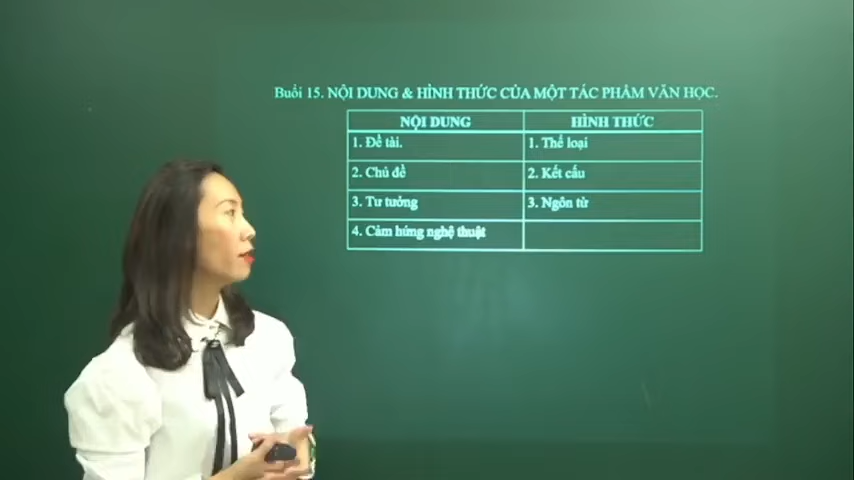 Buổi 15. NỘI DUNG & HÌNH THỨC CỦA MỘT TÁC PHẨM VĂN HỌC.
NỘI DUNG HÌNH THỨC
1. Đề tài. 1. Thể loại
2. Chủ đề 2. Kết cấu
3. Tư tưởng 3. Ngôn từ
4. Cảm hứng nghệ thuật